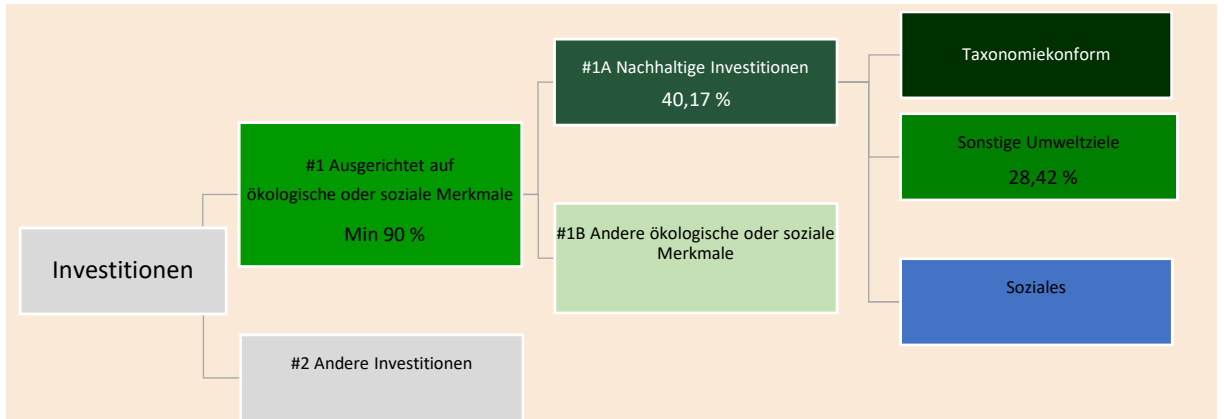 Investitionen
#1 Ausgerichtet auf
ökologische oder soziale Merkmale
Min 90 %
#2 Andere Investitionen
#1A Nachhaltige Investitionen
40,17 %
#1B Andere ökologische oder soziale
Merkmale
Taxonomiekonform
Sonstige Umweltziele
28,42 %
Soziales